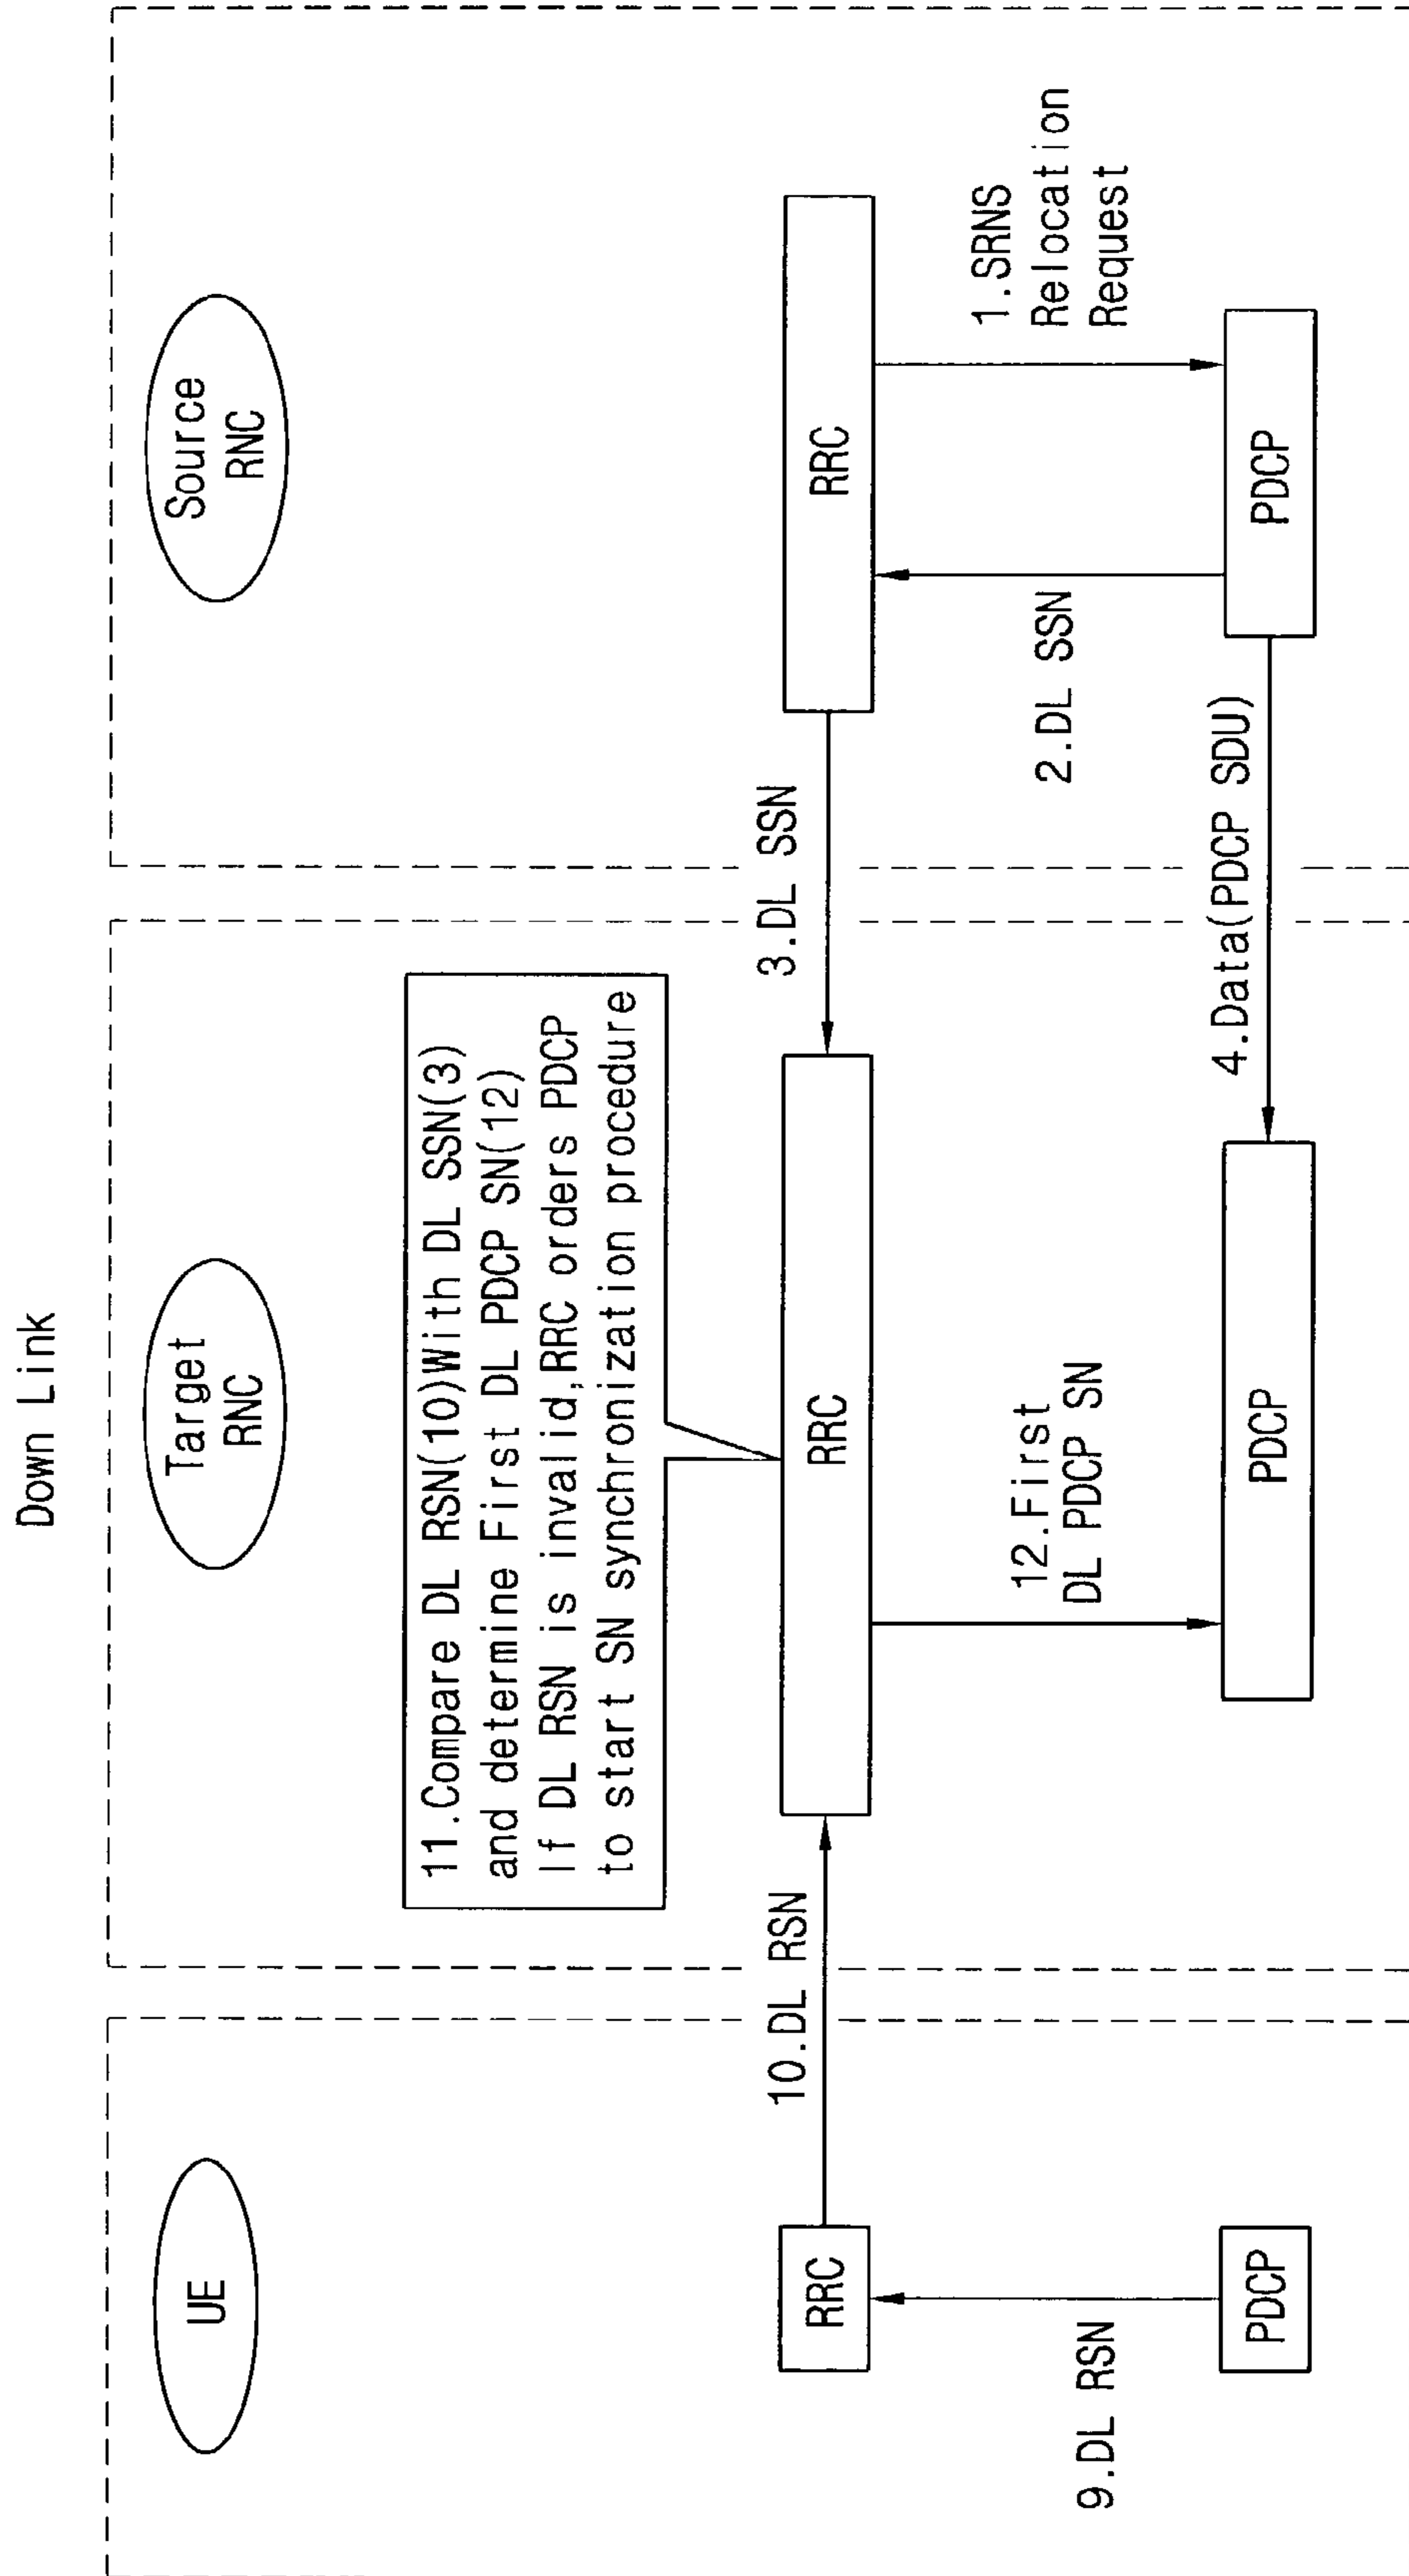 Down Link
UE
Target
RNC
Source
RNC
11.Compare DL RSN(10)With DL SSN(3)
and determine First DL PDCP SN(12)
If DL RSN is invalid,RRC orders PDCP
to start SN synchronization procedure
10.DL RSN
3.DL SSN
RRC
RRC
RRC
9.DL RSN
12.First
DL PDCP SN
2.DL SSN
1.SRNS
Relocation
Request
4.Data(PDCP SDU)
PDCP
PDCP
PDCP